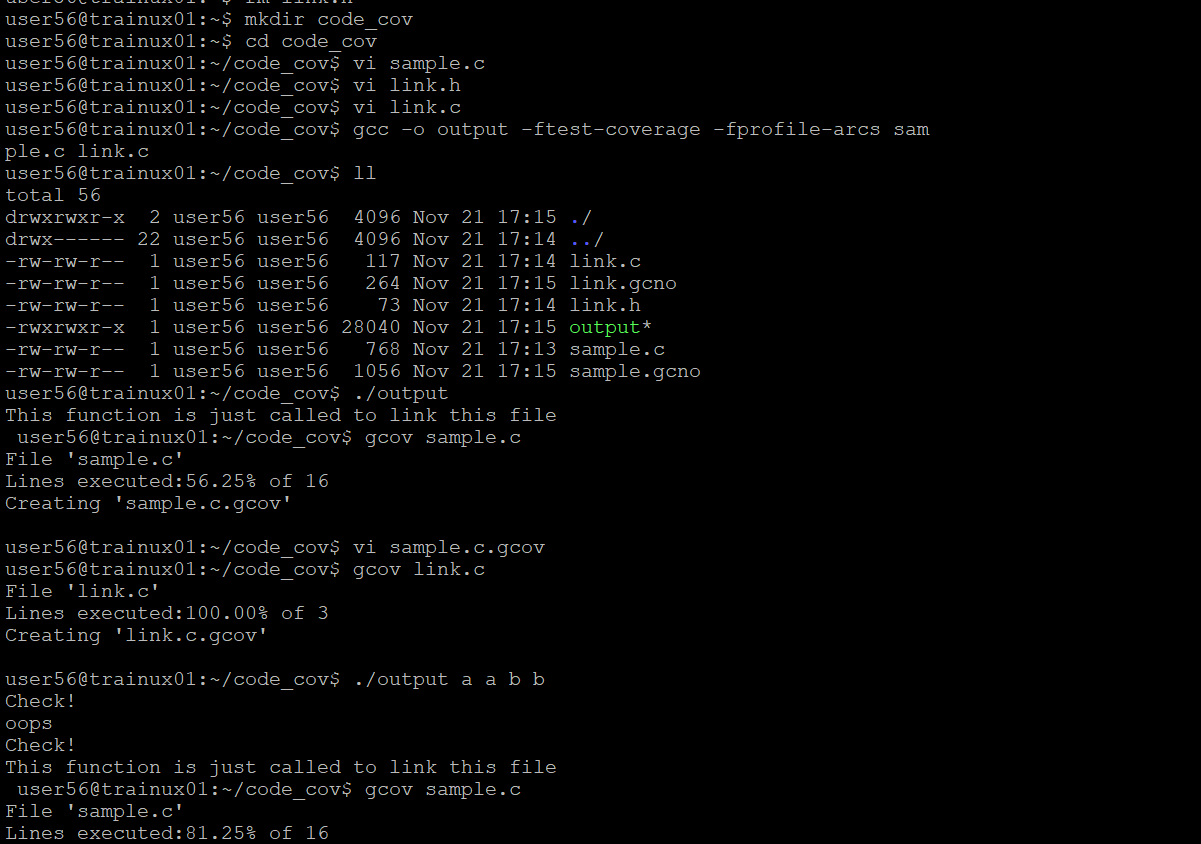 user56@trainux01:~$ rm link.h
user56@trainux01:~$ mkdir code_cov
user56@trainux01:~$ cd code_cov
user56@trainux01:~/code_cov$ vi sample.c
user56@trainux01:~/code_cov$ vi link.h
user56@trainux01:~/code_cov$ vi link.c
user56@trainux01:~/code_cov$ gcc -o output -ftest-coverage -fprofile-arcs sam
ple.c link.c
user56@trainux01:~/code_cov$ ll
total 56
drwxrwxr-x  2 user56 user56  4096 Nov 21 17:15 ./
drwx------ 22 user56 user56  4096 Nov 21 17:14 ../
-rw-rw-r--  1 user56 user56   117 Nov 21 17:14 link.c
-rw-rw-r--  1 user56 user56   264 Nov 21 17:15 link.gcno
-rw-rw-r--  1 user56 user56    73 Nov 21 17:14 link.h
-rwxrwxr-x  1 user56 user56 28040 Nov 21 17:15 output*
-rw-rw-r--  1 user56 user56   768 Nov 21 17:13 sample.c
-rw-rw-r--  1 user56 user56  1056 Nov 21 17:15 sample.gcno
user56@trainux01:~/code_cov$ ./output
This function is just called to link this file
 user56@trainux01:~/code_cov$ gcov sample.c
File 'sample.c'
Lines executed:56.25% of 16
Creating 'sample.c.gcov'

user56@trainux01:~/code_cov$ vi sample.c.gcov
user56@trainux01:~/code_cov$ gcov link.c
File 'link.c'
Lines executed:100.00% of 3
Creating 'link.c.gcov'

user56@trainux01:~/code_cov$ ./output a a b b
Check!
oops
Check!
This function is just called to link this file
 user56@trainux01:~/code_cov$ gcov sample.c
File 'sample.c'
Lines executed:81.25% of 16